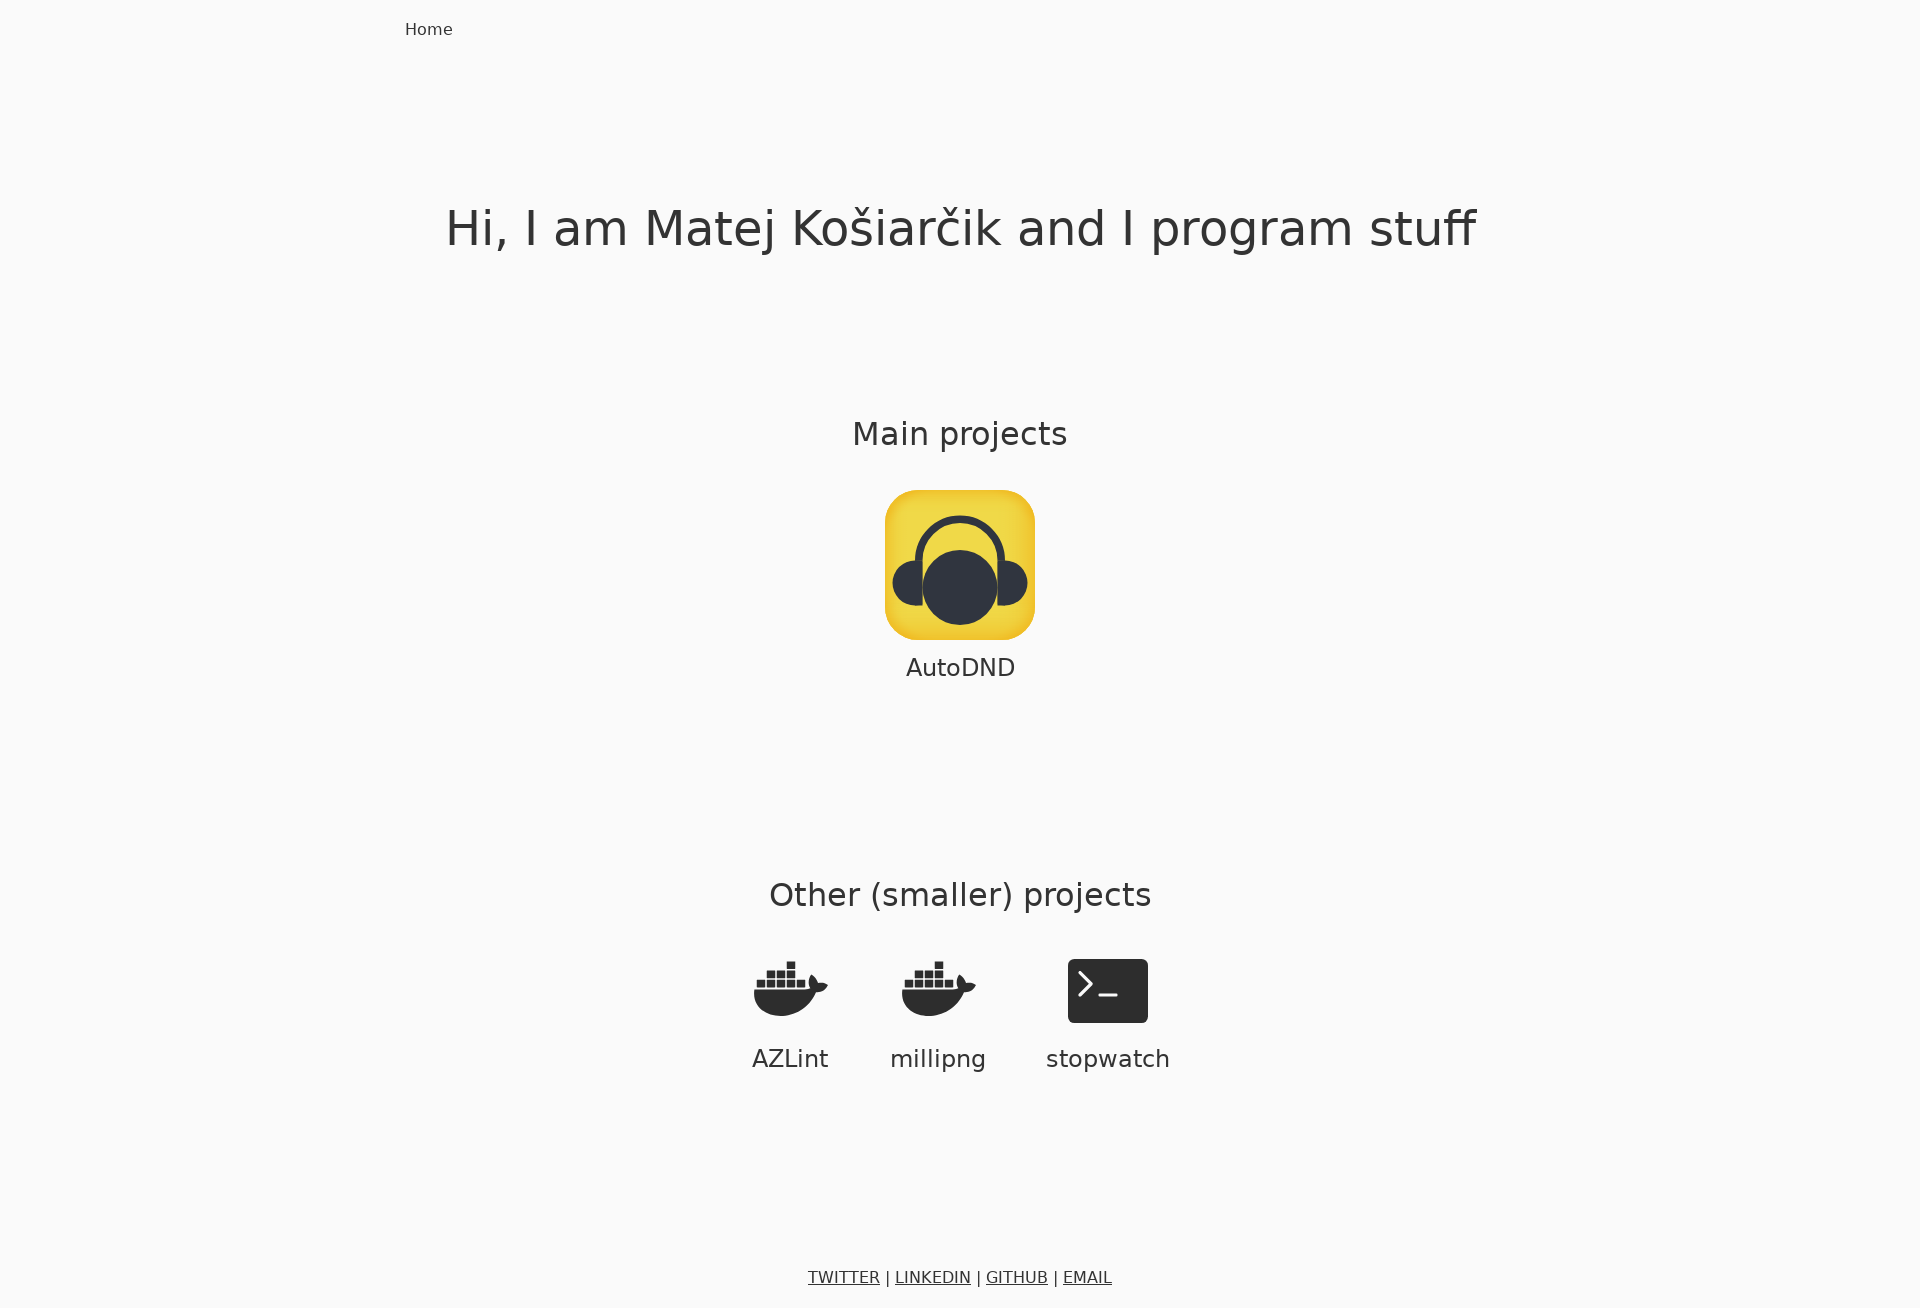 Home
Hi, I am Matej Košiarčik and I program stuff
Main projects
AutoDND
Other (smaller) projects
AZLint
millipng
stopwatch
TWITTER | LINKEDIN | GITHUB | EMAIL